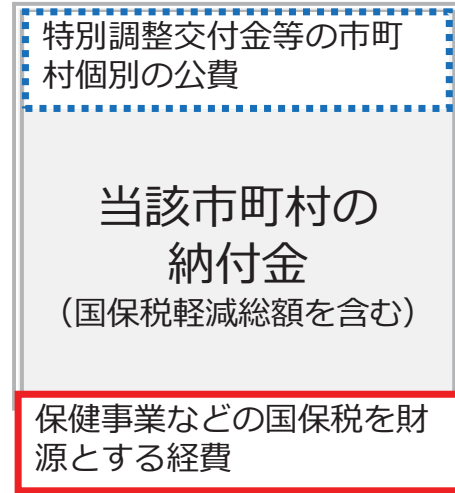 特別調整交付金等の市町
村個別の公費
当該市町村の
納付金
（国保税軽減総額を含む）
保健事業などの国保税を財
源とする経費